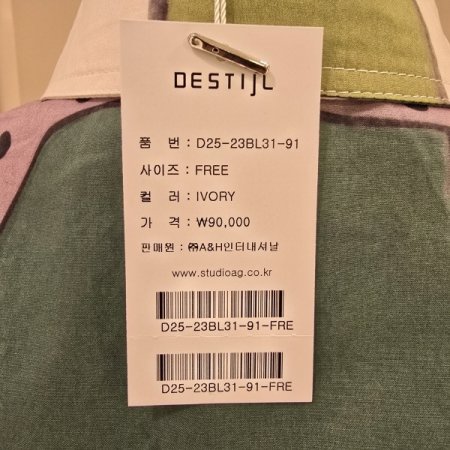 DESTIJL
품 번 : D25-23BL31-91
사이즈 : FREE
컬 러 : IVORY
가 격 : ₩90,000
판매원 : ㈜A&H인터내셔날
www.studioag.co.kr
D25-23BL31-91-FRE
D25-23BL31-91-FRE